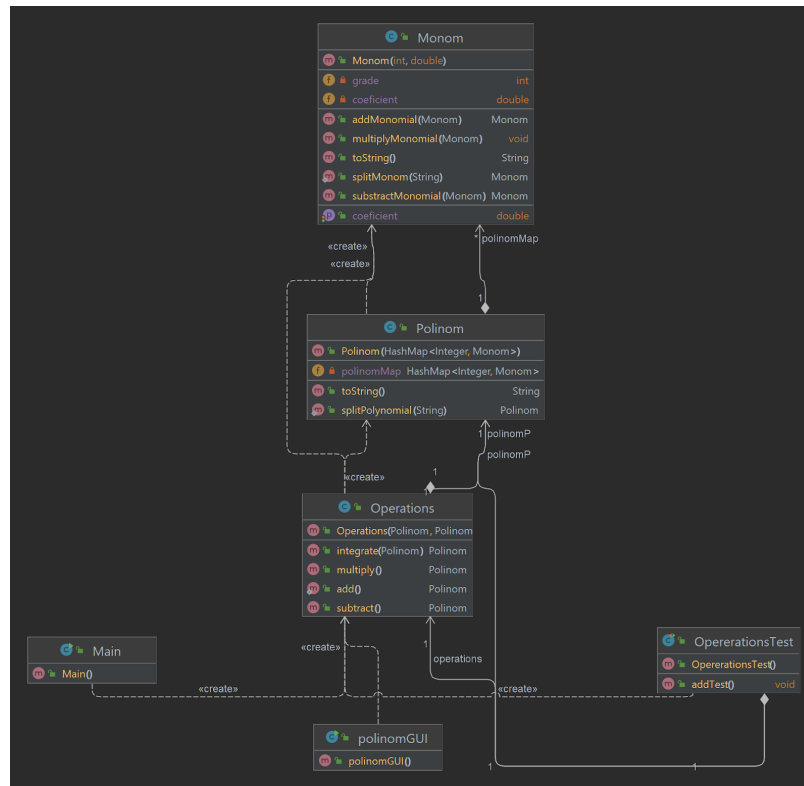 Monom
Monom(int, double)
grade int
coeficient double
addMonomial(Monom) Monom
multiplyMonomial(Monom) void
toString() String
splitMonom(String) Monom
substractMonomial(Monom) Monom
coeficient double
«create»
«create»
* polinomMap
1
Polinom
Polinom(HashMap<Integer, Monom>)
polinomMap HashMap<Integer, Monom>
toString() String
splitPolynomial(String) Polinom
1 polinomP
polinomP
«create»
1
1
Operations
Operations(Polinom, Polinom
integrate(Polinom) Polinom
multiply() Polinom
add() Polinom
subtract() Polinom
«create»
1
operations
Main
Main()
OpererationsTest
OpererationsTest()
addTest() void
«create»
«create»
polinomGUI
polinomGUI()
1
1